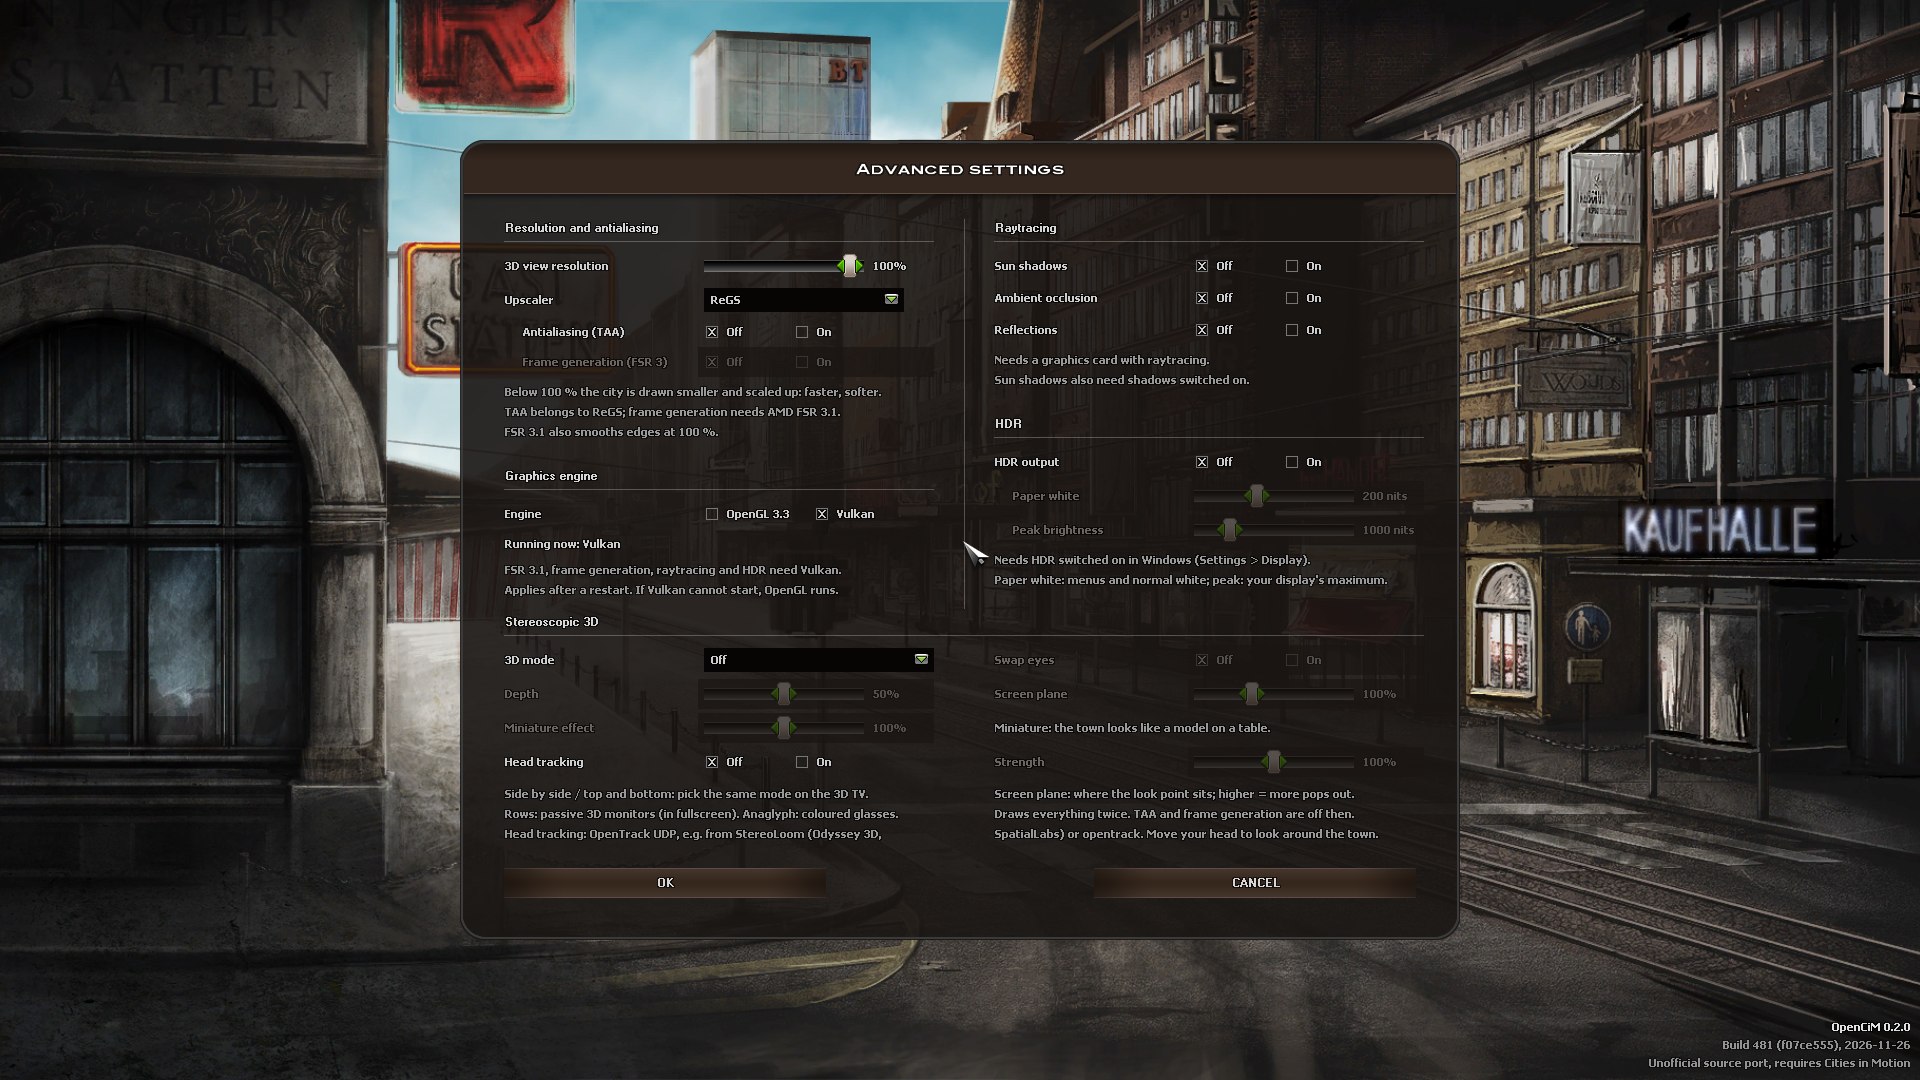 NINGER
STATTEN
R
BT
L
E
GAST
STAT
WOODS
KAUFHALLE
Advanced settings
Resolution and antialiasing
3D view resolution 100%
Upscaler ReGS
Antialiasing (TAA) Off On
Frame generation (FSR 3) Off On
Below 100 % the city is drawn smaller and scaled up: faster, softer.
TAA belongs to ReGS; frame generation needs AMD FSR 3.1.
FSR 3.1 also smooths edges at 100 %.
Graphics engine
Engine OpenGL 3.3 Vulkan
Running now: Vulkan
FSR 3.1, frame generation, raytracing and HDR need Vulkan.
Applies after a restart. If Vulkan cannot start, OpenGL runs.
Raytracing
Sun shadows Off On
Ambient occlusion Off On
Reflections Off On
Needs a graphics card with raytracing.
Sun shadows also need shadows switched on.
HDR
HDR output Off On
Paper white 200 nits
Peak brightness 1000 nits
Needs HDR switched on in Windows (Settings > Display).
Paper white: menus and normal white; peak: your display's maximum.
Stereoscopic 3D
3D mode Off
Depth 50%
Miniature effect 100%
Head tracking Off On
Side by side / top and bottom: pick the same mode on the 3D TV.
Rows: passive 3D monitors (in fullscreen). Anaglyph: coloured glasses.
Head tracking: OpenTrack UDP, e.g. from StereoLoom (Odyssey 3D,
Swap eyes Off On
Screen plane 100%
Miniature: the town looks like a model on a table.
Strength 100%
Screen plane: where the look point sits; higher = more pops out.
Draws everything twice. TAA and frame generation are off then.
SpatialLabs) or opentrack. Move your head to look around the town.
OK
CANCEL
OpenCiM 0.2.0
Build 481 (f07ce555), 2026-11-26
Unofficial source port, requires Cities in Motion